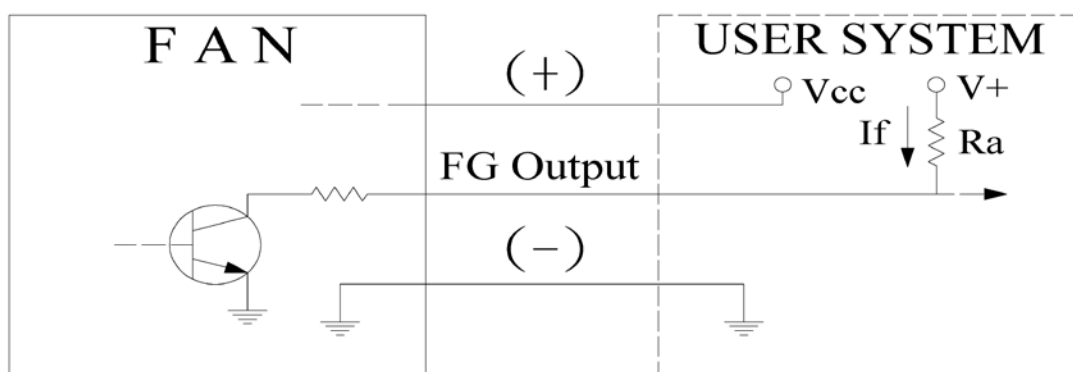 F A N
USER SYSTEM
(+)
Vcc
V+
If
Ra
FG Output
(-)